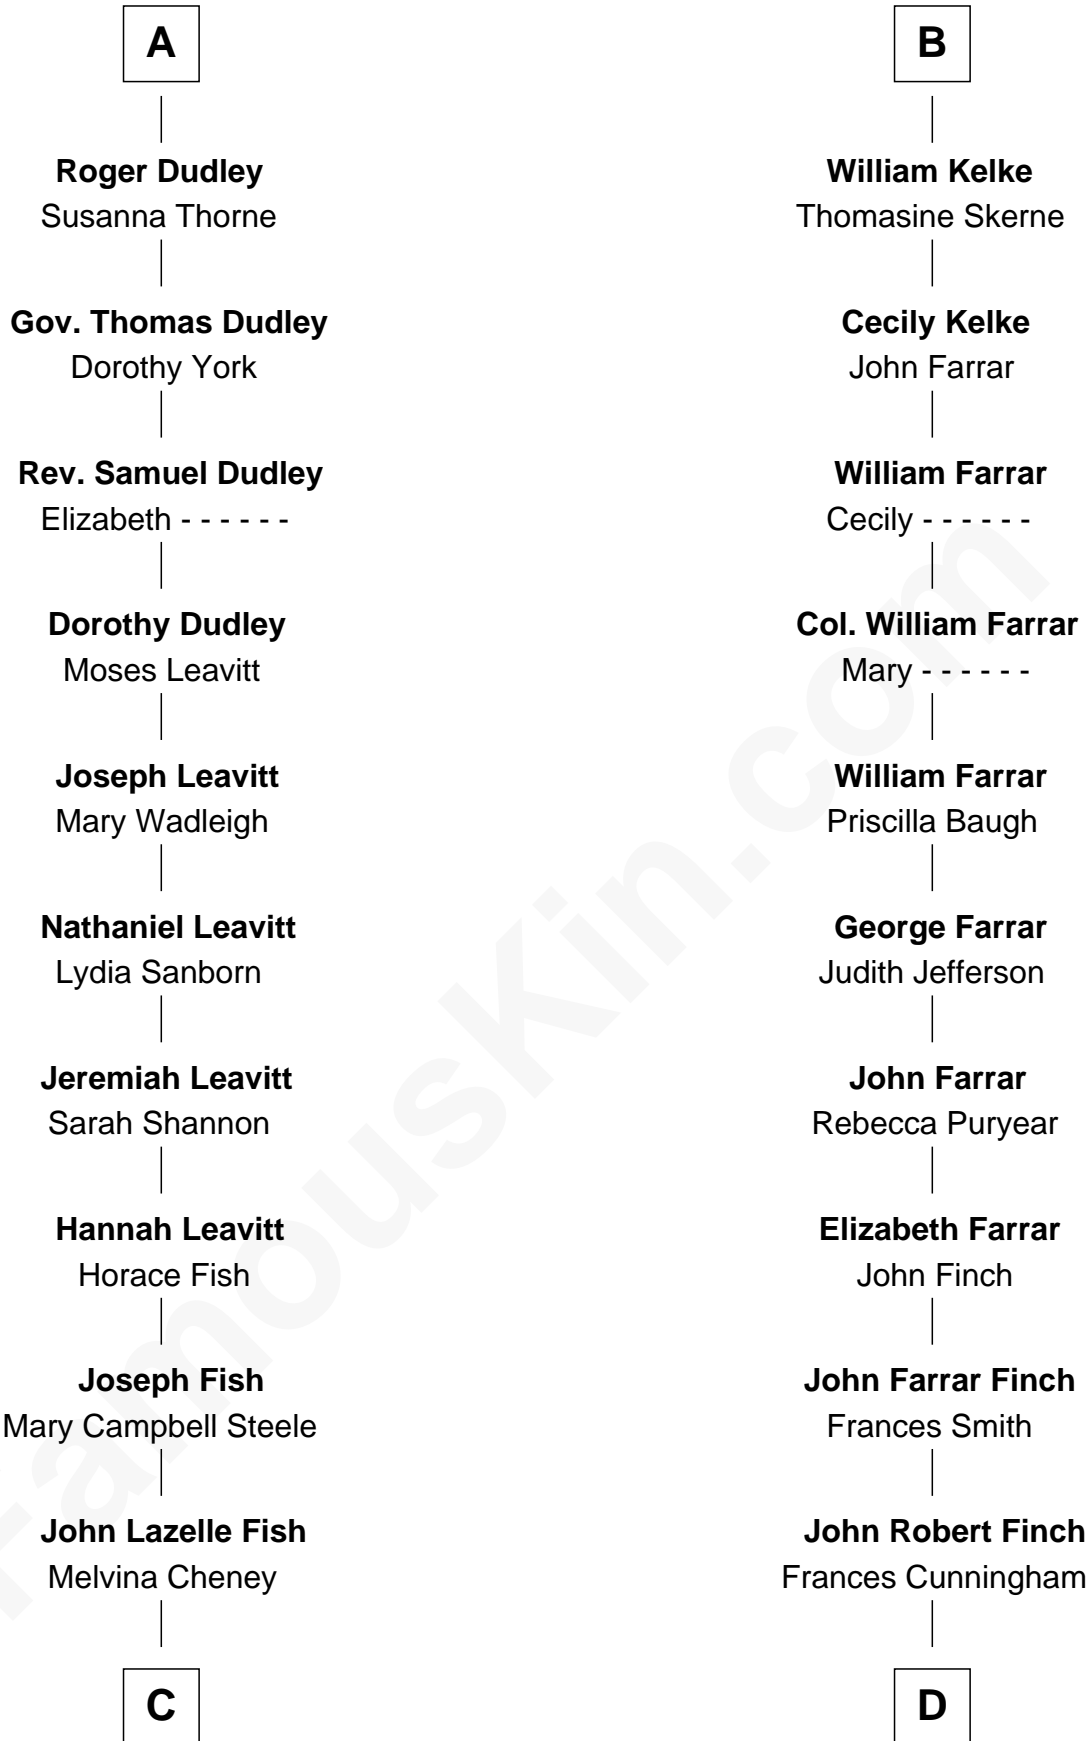 A
Roger Dudley
Susanna Thorne
Gov. Thomas Dudley
Dorothy York
Rev. Samuel Dudley
Elizabeth - - - - - -
Dorothy Dudley
Moses Leavitt
Joseph Leavitt
Mary Wadleigh
Nathaniel Leavitt
Lydia Sanborn
Jeremiah Leavitt
Sarah Shannon
Hannah Leavitt
Horace Fish
Joseph Fish
Mary Campbell Steele
John Lazelle Fish
Melvina Cheney
C
B
William Kelke
Thomasine Skerne
Cecily Kelke
John Farrar
William Farrar
Cecily - - - - - -
Col. William Farrar
Mary - - - - - -
William Farrar
Priscilla Baugh
George Farrar
Judith Jefferson
John Farrar
Rebecca Puryear
Elizabeth Farrar
John Finch
John Farrar Finch
Frances Smith
John Robert Finch
Frances Cunningham
D
FamousKin.com